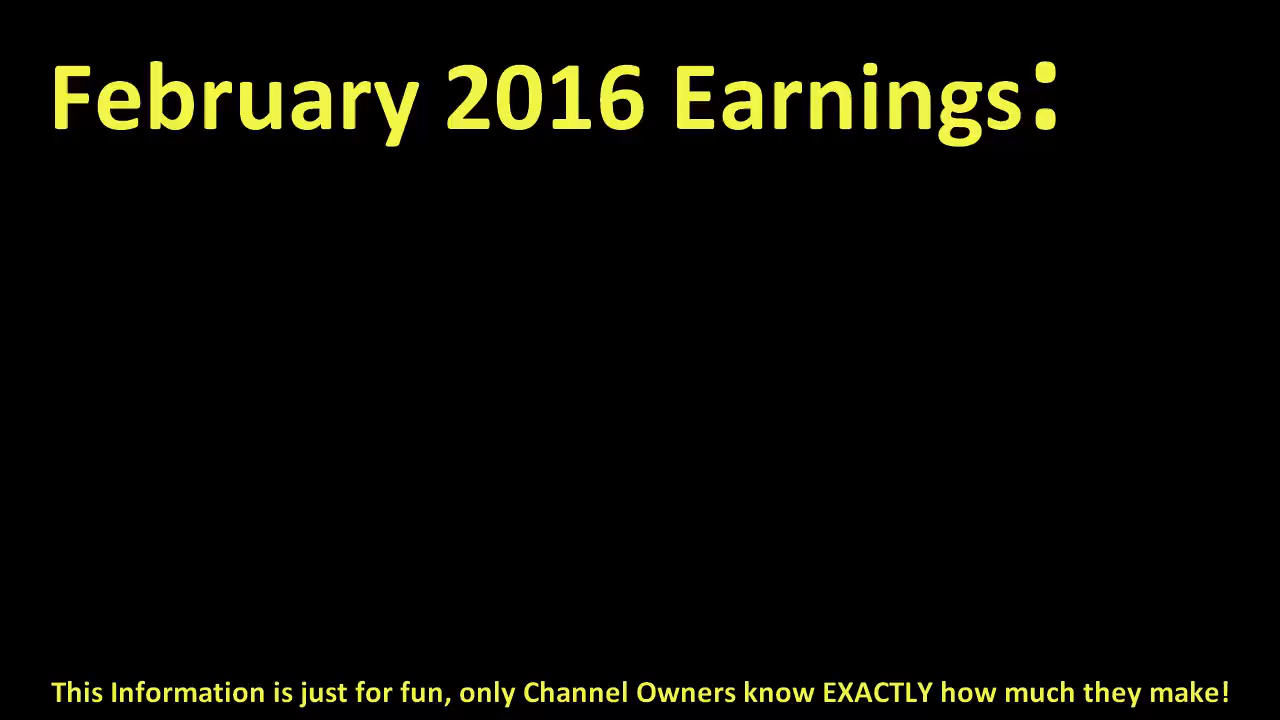 February 2016 Earnings:
This Information is just for fun, only Channel Owners know EXACTLY how much they make!